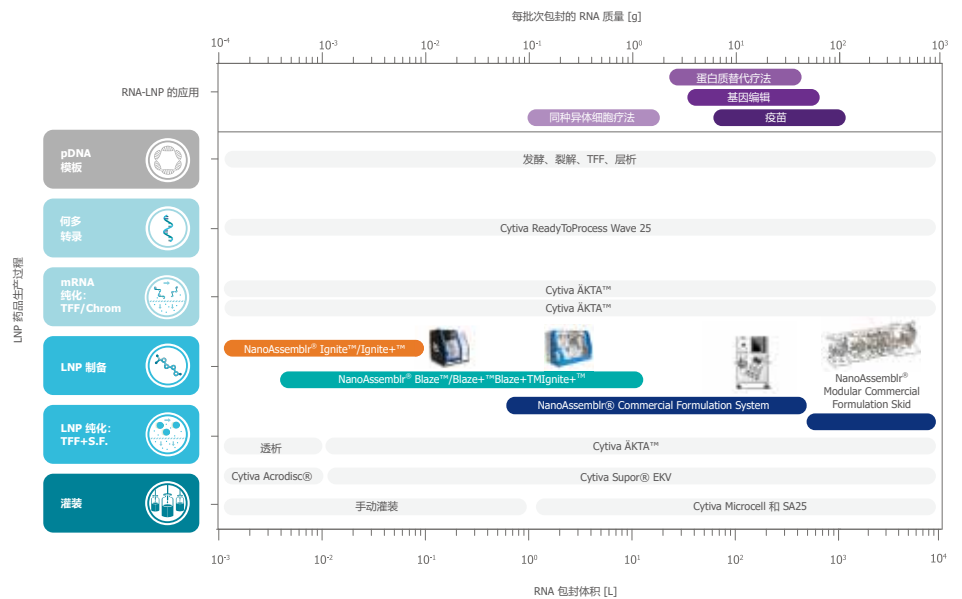 每批次包封的 RNA 质量 [g]
10-4 10-3 10-2 10-1 100 101 102 103
RNA-LNP 的应用
蛋白质替代疗法
基因编辑
同种异体细胞疗法
疫苗
LNP 药品生产过程
pDNA
模板
发酵、裂解、TFF、层析
何多
转录
Cytiva ReadyToProcess Wave 25
mRNA
纯化:
TFF/Chrom
Cytiva ÄKTA™
Cytiva ÄKTA™
LNP 制备
NanoAssemblr® Ignite™/Ignite+™
NanoAssemblr® Blaze™/Blaze+™Blaze+TMIgnite+™
NanoAssemblr® Commercial Formulation System
NanoAssemblr®
Modular Commercial
Formulation Skid
LNP 纯化:
TFF+S.F.
透析
Cytiva ÄKTA™
Cytiva Acrodisc®
Cytiva Supor® EKV
灌装
手动灌装
Cytiva Microcell 和 SA25
10-3 10-2 10-1 100 101 102 103 104
RNA 包封体积 [L]